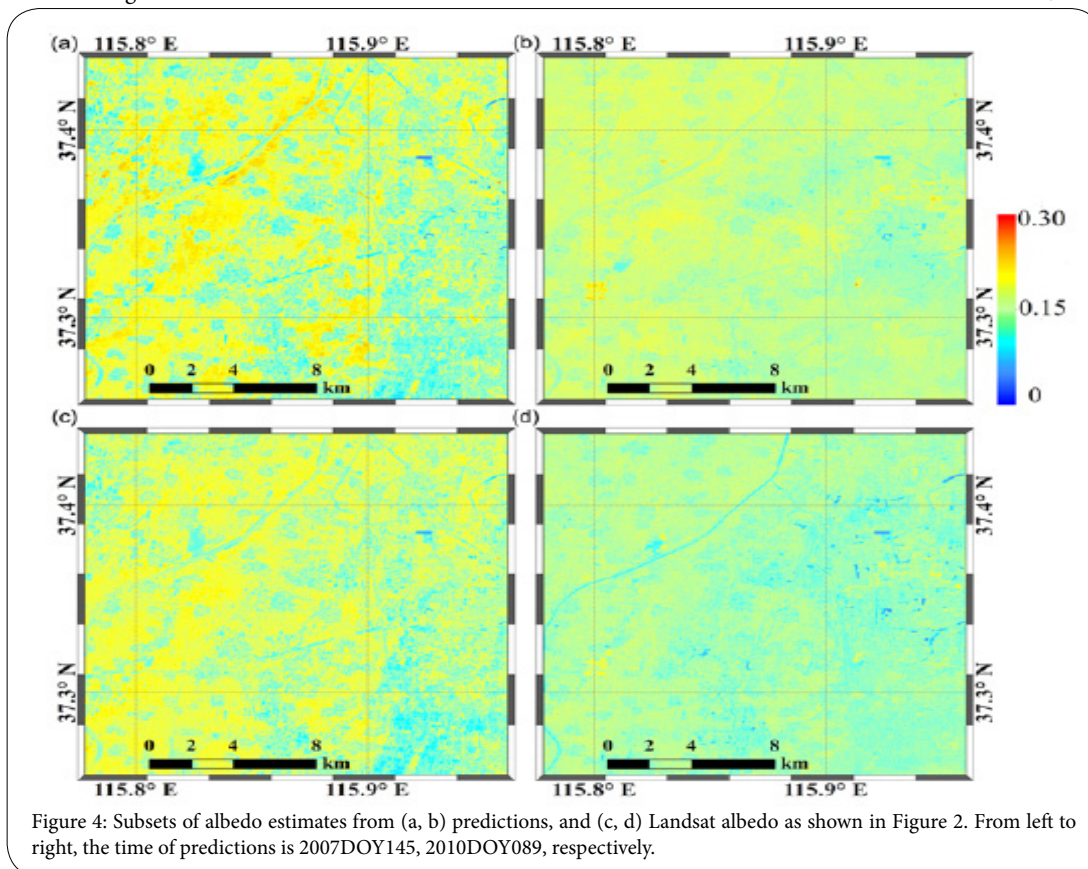 (a) 115.8° E 115.9° E (b) 115.8° E 115.9° E
37.4° N
37.3° N
0 2 4 8
km
0 2 4 8
km
37.4° N
37.3° N
0.30
0.15
0
(c) (d)
37.4° N
37.3° N
0 2 4 8
km
0 2 4 8
km
37.4° N
37.3° N
115.8° E 115.9° E 115.8° E 115.9° E
Figure 4: Subsets of albedo estimates from (a, b) predictions, and (c, d) Landsat albedo as shown in Figure 2. From left to
right, the time of predictions is 2007DOY145, 2010DOY089, respectively.